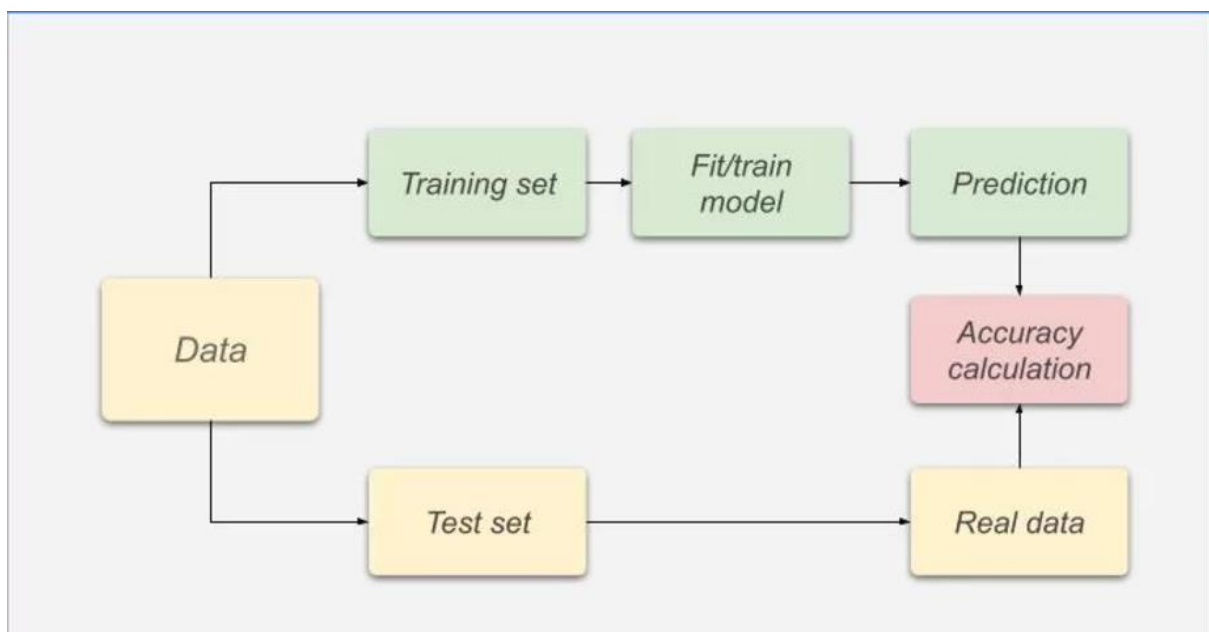 Training set
Fit/train
model
Prediction
Data
Accuracy
calculation
Test set
Real data